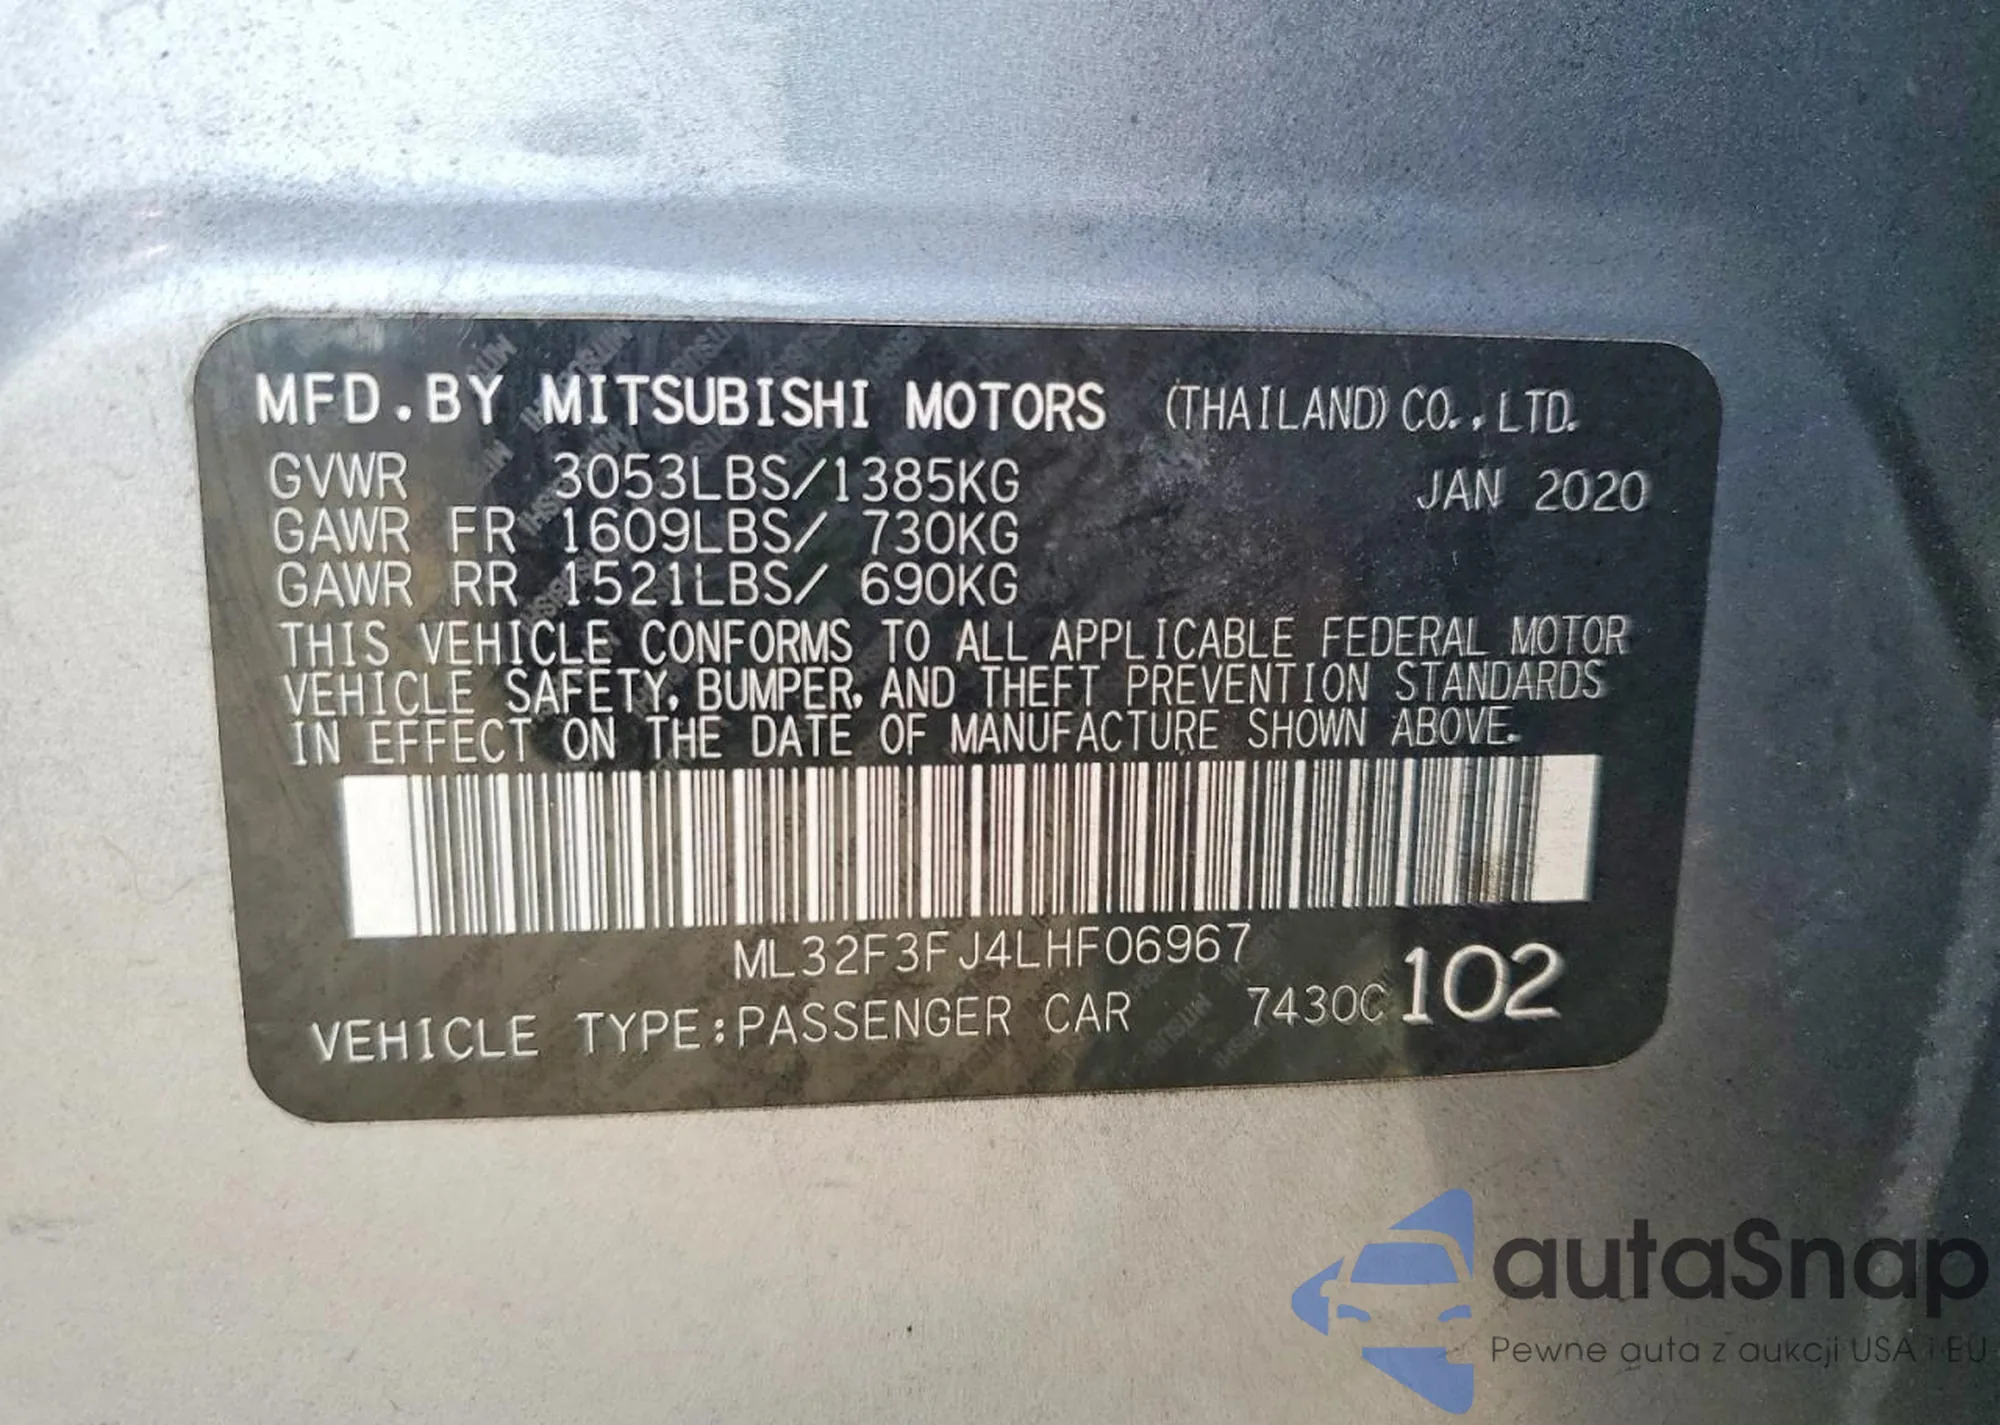 MFD.BY MITSUBISHI MOTORS (THAILAND) CO.,LTD.
GVWR 3053LBS/1385KG JAN 2020
GAWR FR 1609LBS/ 730KG
GAWR RR 1521LBS/ 690KG
THIS VEHICLE CONFORMS TO ALL APPLICABLE FEDERAL MOTOR
VEHICLE SAFETY, BUMPER, AND THEFT PREVENTION STANDARDS
IN EFFECT ON THE DATE OF MANUFACTURE SHOWN ABOVE.
ML32F3FJ4LHF06967
VEHICLE TYPE:PASSENGER CAR 7430C 102
autaSnap
Pewne auta z aukcji USA i EU